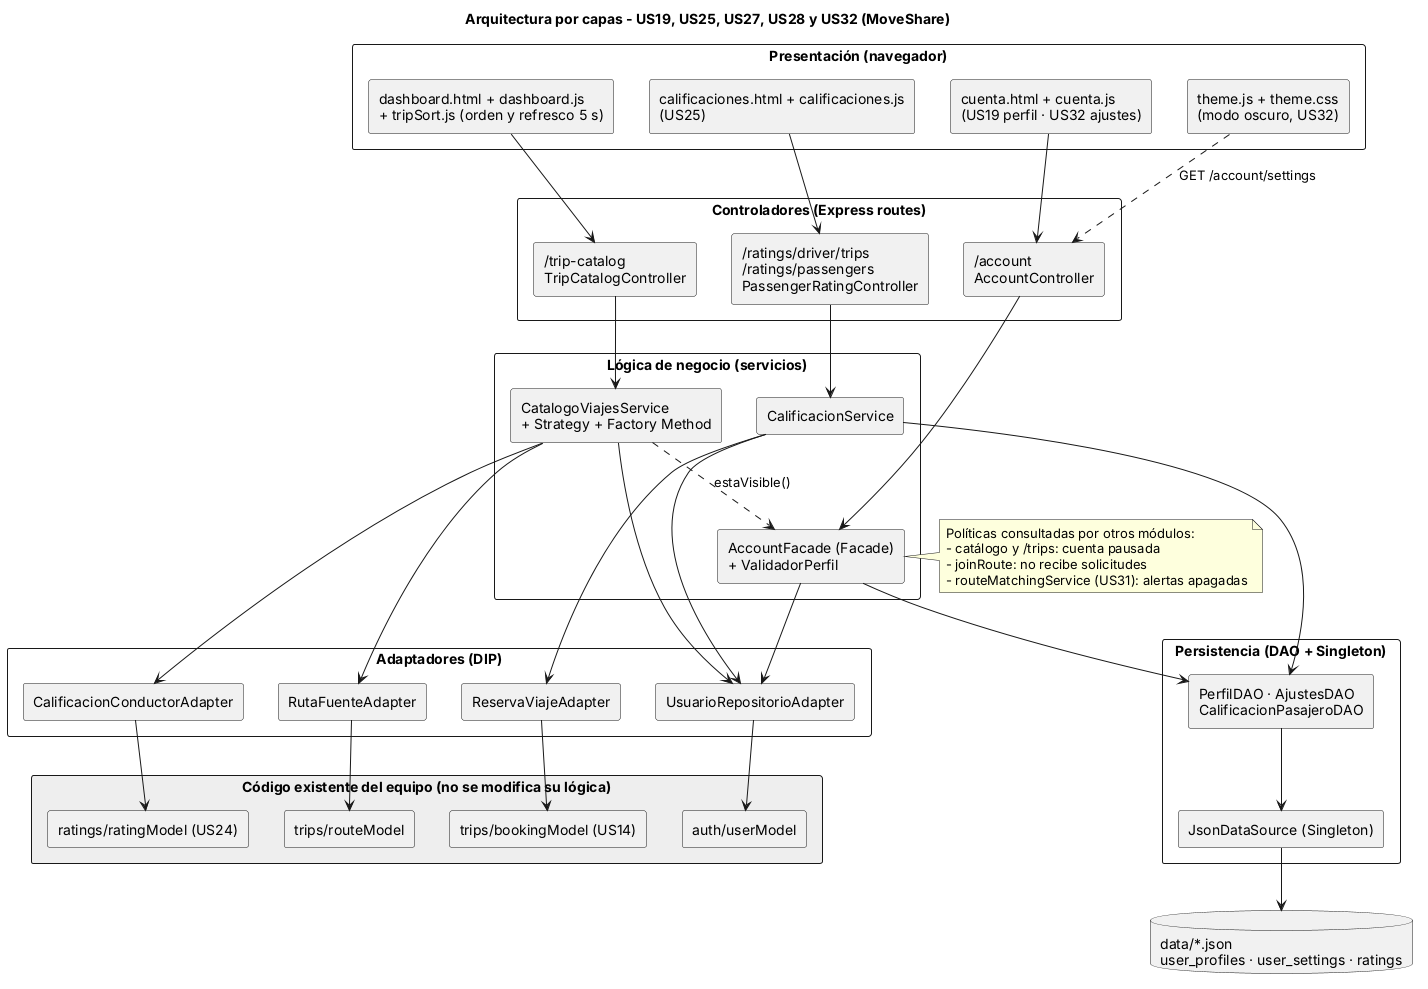 Arquitectura por capas - US19, US25, US27, US28 y US32 (MoveShare)
Presentación (navegador)
dashboard.html + dashboard.js
+ tripSort.js (orden y refresco 5 s)
calificaciones.html + calificaciones.js
(US25)
cuenta.html + cuenta.js
(US19 perfil · US32 ajustes)
theme.js + theme.css
(modo oscuro, US32)
GET /account/settings
Controladores (Express routes)
/trip-catalog
TripCatalogController
/ratings/driver/trips
/ratings/passengers
PassengerRatingController
/account
AccountController
Lógica de negocio (servicios)
CatalogoViajesService
+ Strategy + Factory Method
CalificacionService
estaVisible()
AccountFacade (Facade)
+ ValidadorPerfil
Políticas consultadas por otros módulos:
- catálogo y /trips: cuenta pausada
- joinRoute: no recibe solicitudes
- routeMatchingService (US31): alertas apagadas
Adaptadores (DIP)
CalificacionConductorAdapter
RutaFuenteAdapter
ReservaViajeAdapter
UsuarioRepositorioAdapter
Persistencia (DAO + Singleton)
PerfilDAO · AjustesDAO
CalificacionPasajeroDAO
JsonDataSource (Singleton)
Código existente del equipo (no se modifica su lógica)
ratings/ratingModel (US24)
trips/routeModel
trips/bookingModel (US14)
auth/userModel
data/*.json
user_profiles · user_settings · ratings